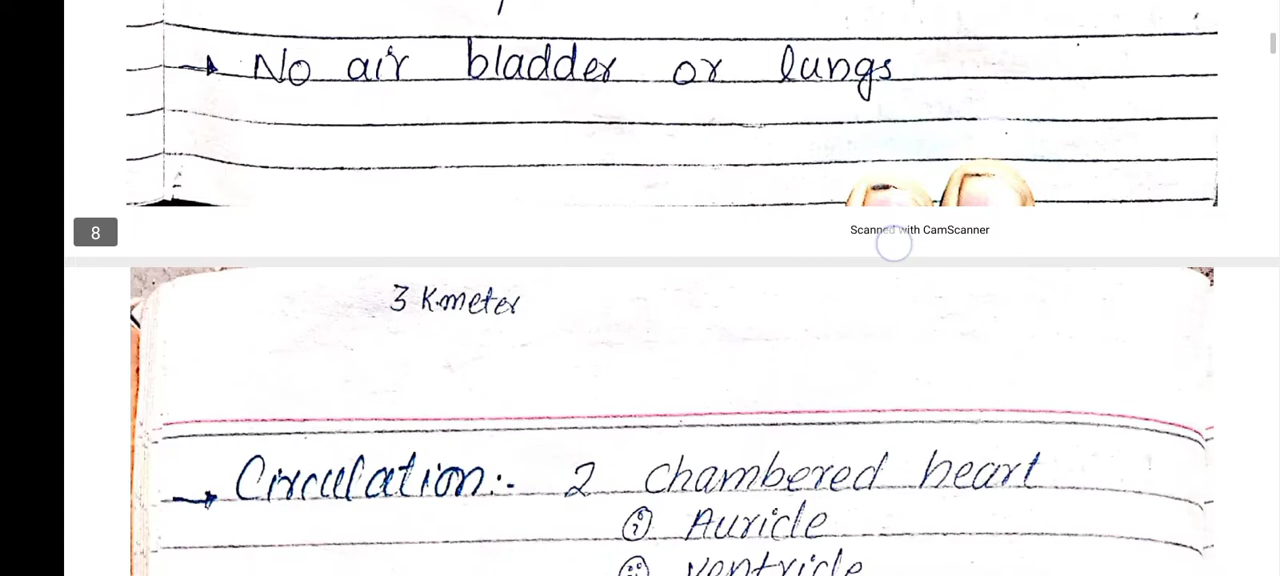 → No air bladder or lungs
8
Scanned with CamScanner
3 K.meter
→ Circulation:- 2 chambered heart
(i) Auricle
(ii) Ventricle